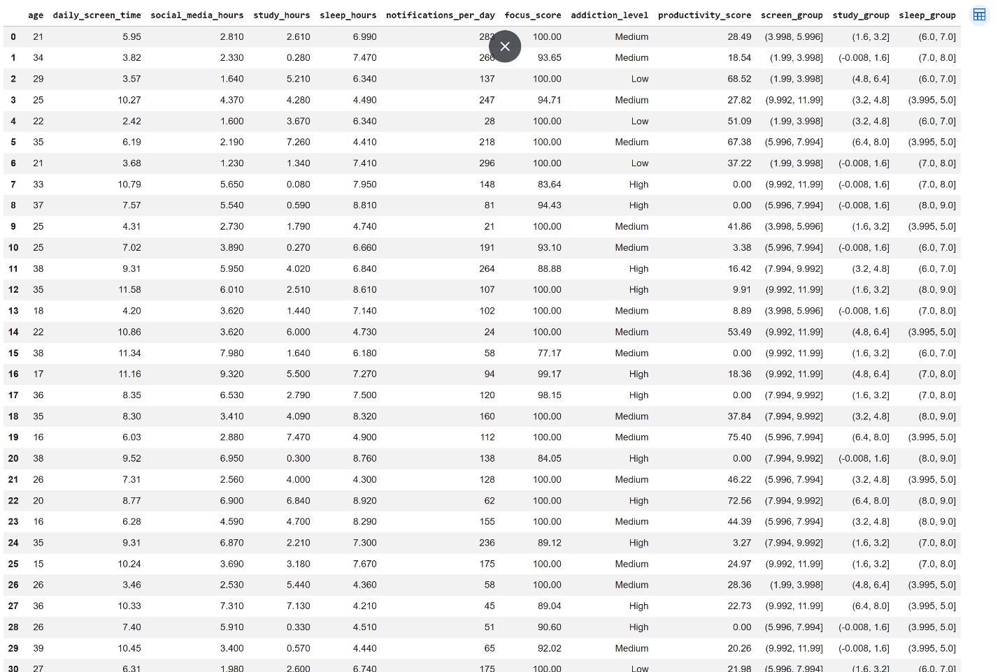 age daily_screen_time social_media_hours study_hours sleep_hours notifications_per_day focus_score addiction_level productivity_score screen_group study_group sleep_group
0 21 5.95 2.810 2.610 6.990 283 100.00 Medium 28.49 (3.998, 5.996] (1.6, 3.2] (6.0, 7.0]
1 34 3.82 2.330 0.280 7.470 266 93.65 Medium 18.54 (1.99, 3.998] (-0.008, 1.6] (7.0, 8.0]
2 29 3.57 1.640 5.210 6.340 137 100.00 Low 68.52 (1.99, 3.998] (4.8, 6.4] (6.0, 7.0]
3 25 10.27 4.370 4.280 4.490 247 94.71 Medium 27.82 (9.992, 11.99] (3.2, 4.8] (3.995, 5.0]
4 22 2.42 1.600 3.670 6.340 28 100.00 Low 51.09 (1.99, 3.998] (3.2, 4.8] (6.0, 7.0]
5 35 6.19 2.190 7.260 4.410 218 100.00 Medium 67.38 (5.996, 7.994] (6.4, 8.0] (3.995, 5.0]
6 21 3.68 1.230 1.340 7.410 296 100.00 Low 37.22 (1.99, 3.998] (-0.008, 1.6] (7.0, 8.0]
7 33 10.79 5.650 0.080 7.950 148 83.64 High 0.00 (9.992, 11.99] (-0.008, 1.6] (7.0, 8.0]
8 37 7.57 5.540 0.590 8.810 81 94.43 High 0.00 (5.996, 7.994] (-0.008, 1.6] (8.0, 9.0]
9 25 4.31 2.730 1.790 4.740 21 100.00 Medium 41.86 (3.998, 5.996] (1.6, 3.2] (3.995, 5.0]
10 25 7.02 3.890 0.270 6.660 191 93.10 Medium 3.38 (5.996, 7.994] (-0.008, 1.6] (6.0, 7.0]
11 38 9.31 5.950 4.020 6.840 264 88.88 High 16.42 (7.994, 9.992] (3.2, 4.8] (6.0, 7.0]
12 35 11.58 6.010 2.510 8.610 107 100.00 High 9.91 (9.992, 11.99] (1.6, 3.2] (8.0, 9.0]
13 18 4.20 3.620 1.440 7.140 102 100.00 Medium 8.89 (3.998, 5.996] (-0.008, 1.6] (7.0, 8.0]
14 22 10.86 3.620 6.000 4.730 24 100.00 Medium 53.49 (9.992, 11.99] (4.8, 6.4] (3.995, 5.0]
15 38 11.34 7.980 1.640 6.180 58 77.17 Medium 0.00 (9.992, 11.99] (1.6, 3.2] (6.0, 7.0]
16 17 11.16 9.320 5.500 7.270 94 99.17 High 18.36 (9.992, 11.99] (4.8, 6.4] (7.0, 8.0]
17 36 8.35 6.530 2.790 7.500 120 98.15 High 0.00 (7.994, 9.992] (1.6, 3.2] (7.0, 8.0]
18 35 8.30 3.410 4.090 8.320 160 100.00 Medium 37.84 (7.994, 9.992] (3.2, 4.8] (8.0, 9.0]
19 16 6.03 2.880 7.470 4.900 112 100.00 Medium 75.40 (5.996, 7.994] (6.4, 8.0] (3.995, 5.0]
20 38 9.52 6.950 0.300 8.760 138 84.05 High 0.00 (7.994, 9.992] (-0.008, 1.6] (8.0, 9.0]
21 26 7.31 2.560 4.000 4.300 128 100.00 Medium 46.22 (5.996, 7.994] (3.2, 4.8] (3.995, 5.0]
22 20 8.77 6.900 6.840 8.920 62 100.00 High 72.56 (7.994, 9.992] (6.4, 8.0] (8.0, 9.0]
23 16 6.28 4.590 4.700 8.290 155 100.00 Medium 44.39 (5.996, 7.994] (3.2, 4.8] (8.0, 9.0]
24 35 9.31 6.870 2.210 7.300 236 89.12 High 3.27 (7.994, 9.992] (1.6, 3.2] (7.0, 8.0]
25 15 10.24 3.690 3.180 7.670 175 100.00 Medium 24.97 (9.992, 11.99] (1.6, 3.2] (7.0, 8.0]
26 26 3.46 2.530 5.440 4.360 58 100.00 Medium 28.36 (1.99, 3.998] (4.8, 6.4] (3.995, 5.0]
27 36 10.33 7.310 7.130 4.210 45 89.04 High 22.73 (9.992, 11.99] (6.4, 8.0] (3.995, 5.0]
28 26 7.40 5.910 0.330 4.510 51 90.60 High 0.00 (5.996, 7.994] (-0.008, 1.6] (3.995, 5.0]
29 39 10.45 3.400 0.570 4.440 65 92.02 Medium 20.26 (9.992, 11.99] (-0.008, 1.6] (3.995, 5.0]
30 27 6.31 1.980 2.600 6.740 175 100.00 Low 21.98 (5.996, 7.994] (1.6, 3.2] (6.0, 7.0]